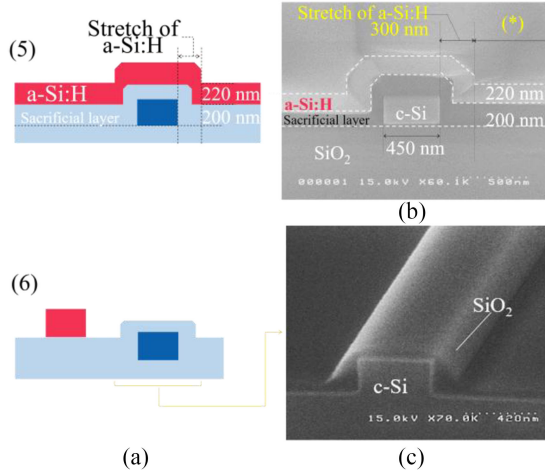 (5)
Stretch of
a-Si:H
a-Si:H
220 nm
Sacrificial layer
200 nm
Stretch of a-Si:H
300 nm
(*)
a-Si:H
220 nm
Sacrificial layer
c-Si
200 nm
450 nm
SiO2
000001 15.0kV X60.1K 500nm
(b)
(6)
SiO2
c-Si
15.0kV X70.0K 420nm
(a)
(c)